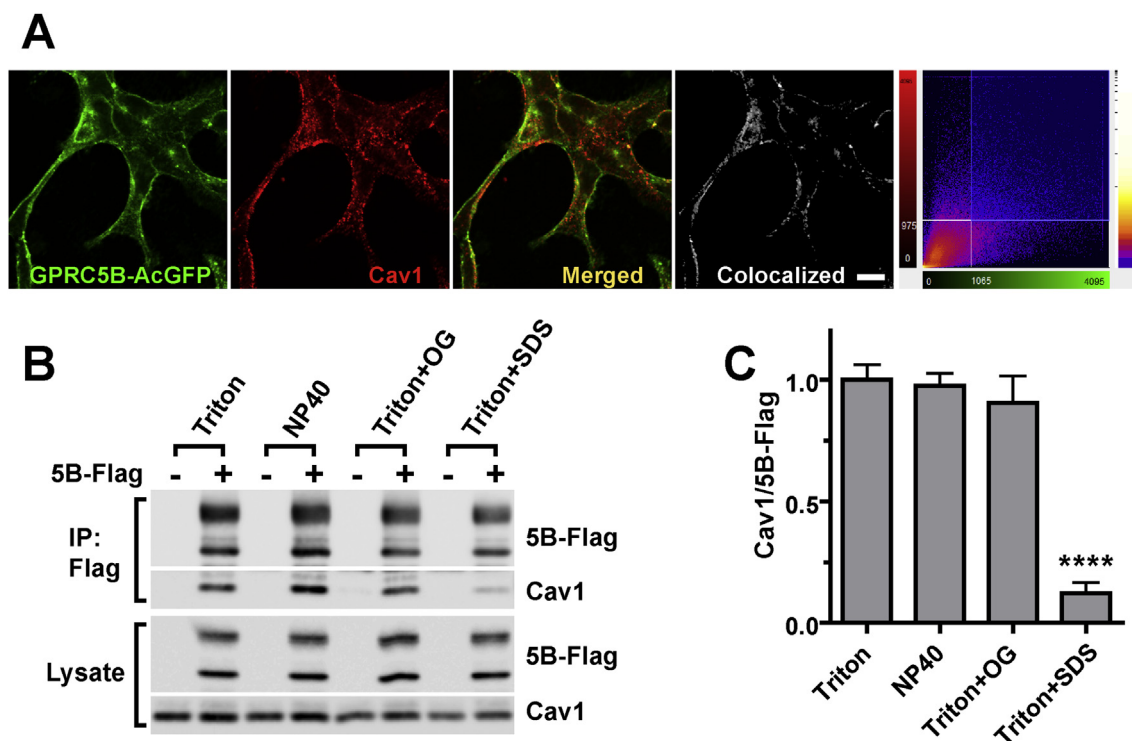 A
GPRC5B-AcGFP
Cav1
Merged
Colocalized
975
0
0 1065 4095
B
Triton
NP40
Triton+OG
Triton+SDS
5B-Flag - + - + - + - +
IP:
Flag
5B-Flag
Cav1
Lysate
5B-Flag
Cav1
C
Cav1/5B-Flag
1.0
0.5
0.0
****
Triton
NP40
Triton+OG
Triton+SDS